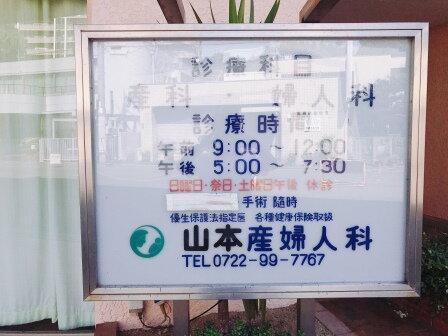 診療科目
産科・婦人科
診療時間
午前 9:00～12:00
午後 5:00～7:30
日曜日・祭日・土曜日午後 休診
手術 随時
優生保護法指定医 各種健康保険取扱
山本産婦人科
TEL 0722-99-7767